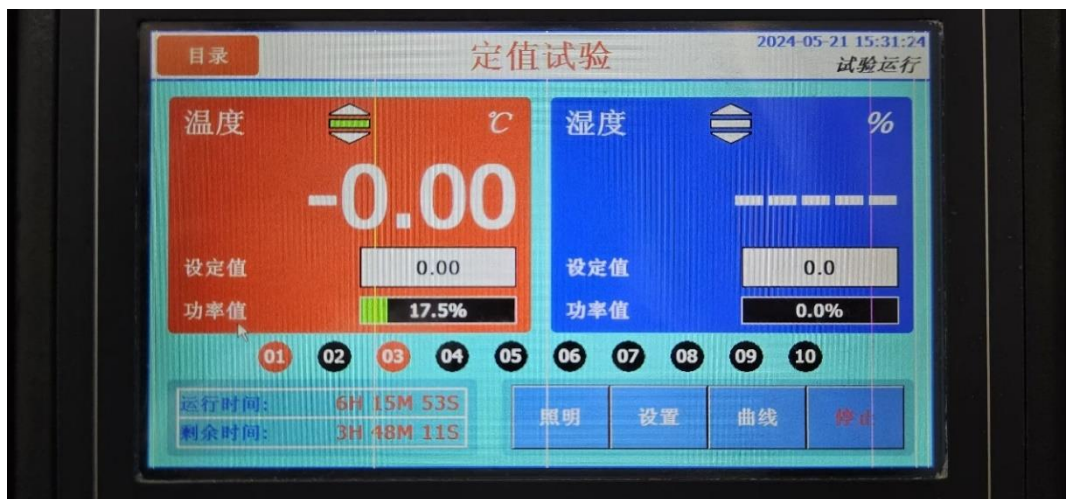 目录
定值试验
2024-05-21 15:31:24
试验运行
温度
℃
-0.00
设定值
0.00
功率值
17.5%
湿度
%
-----
设定值
0.0
功率值
0.0%
01 02 03 04 05 06 07 08 09 10
运行时间: 6H 15M 53S
剩余时间: 3H 48M 11S
照明
设置
曲线
停止